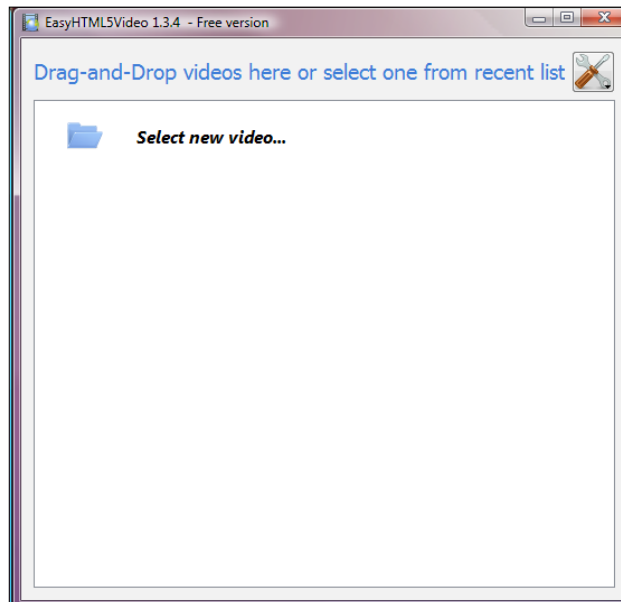 EasyHTML5Video 1.3.4 - Free version
Drag-and-Drop videos here or select one from recent list
Select new video...